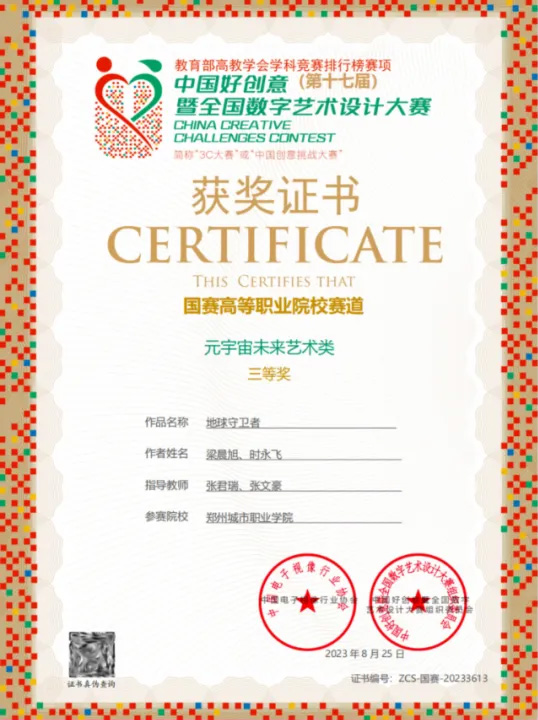 教育部高教学会学科竞赛排行榜赛项
中国好创意（第十七届）
暨全国数字艺术设计大赛
CHINA CREATIVE
CHALLENGES CONTEST
简称“3C大赛”或“中国创意挑战大赛”
获奖证书
CERTIFICATE
THIS CERTIFIES THAT
国赛高等职业院校赛道
元宇宙未来艺术类
三等奖
作品名称 地球守卫者
作者姓名 梁晨旭、时永飞
指导教师 张君瑞、张文豪
参赛院校 郑州城市职业学院
中国电子视像行业协会
中国电子视像行业协会
中国好创意暨全国数字
艺术设计大赛组织委员会
中国好创意暨全国数字艺术设计大赛组织委员会
2023年8月25日
证书真伪查询
证书编号：ZCS-国赛-20233613